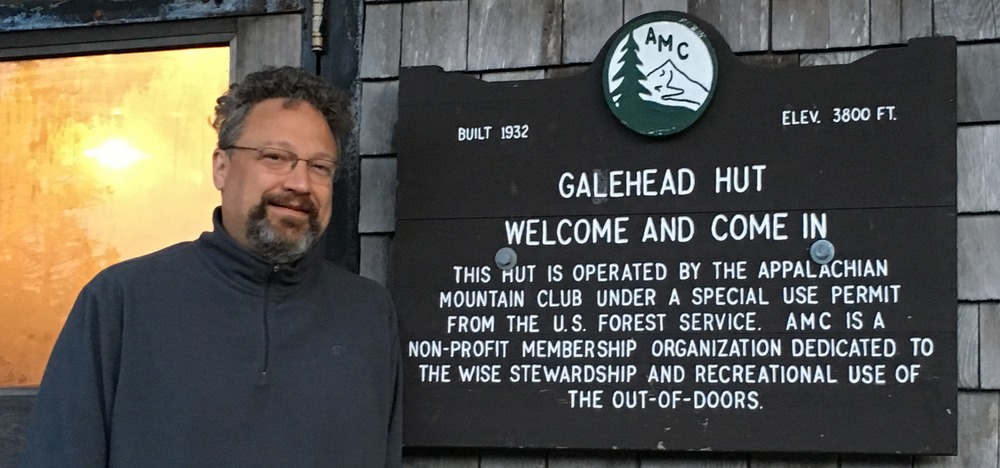 AMC
BUILT 1932
ELEV. 3800 FT.
GALEHEAD HUT
WELCOME AND COME IN
THIS HUT IS OPERATED BY THE APPALACHIAN
MOUNTAIN CLUB UNDER A SPECIAL USE PERMIT
FROM THE U.S. FOREST SERVICE. AMC IS A
NON-PROFIT MEMBERSHIP ORGANIZATION DEDICATED TO
THE WISE STEWARDSHIP AND RECREATIONAL USE OF
THE OUT-OF-DOORS.